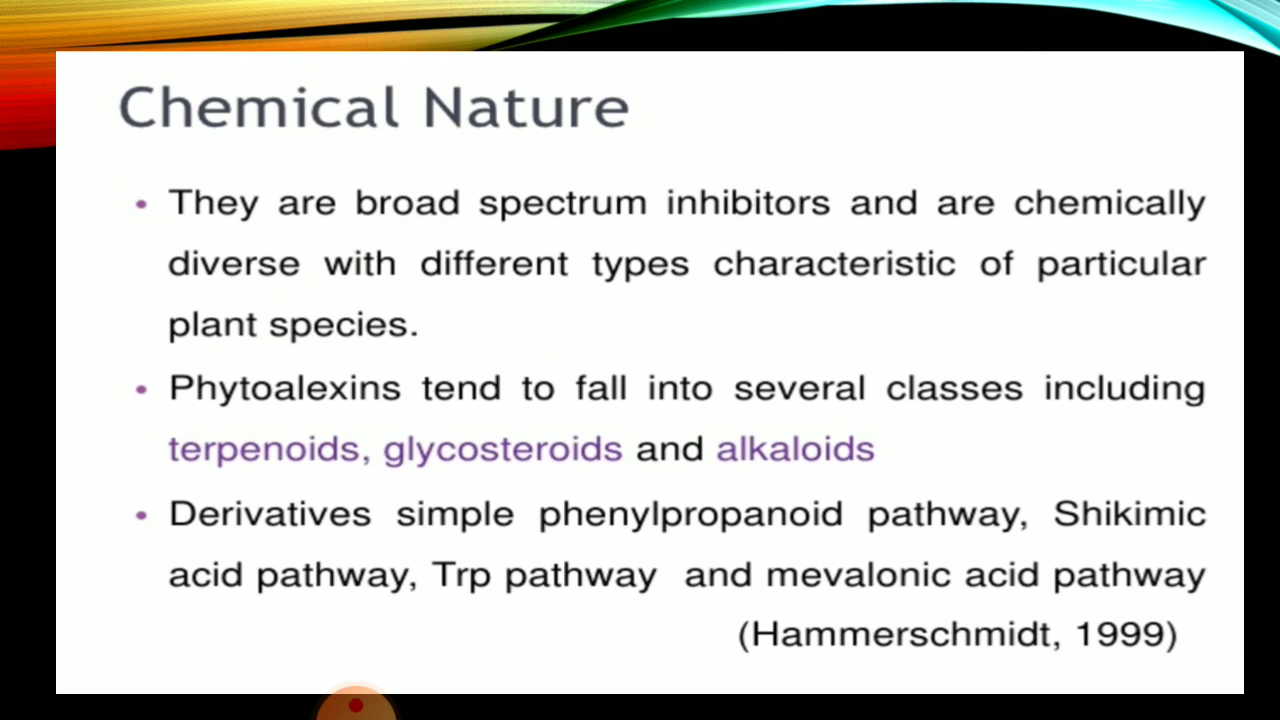 Chemical Nature
• They are broad spectrum inhibitors and are chemically
diverse with different types characteristic of particular
plant species.
• Phytoalexins tend to fall into several classes including
terpenoids, glycosteroids and alkaloids
• Derivatives simple phenylpropanoid pathway, Shikimic
acid pathway, Trp pathway and mevalonic acid pathway
(Hammerschmidt, 1999)